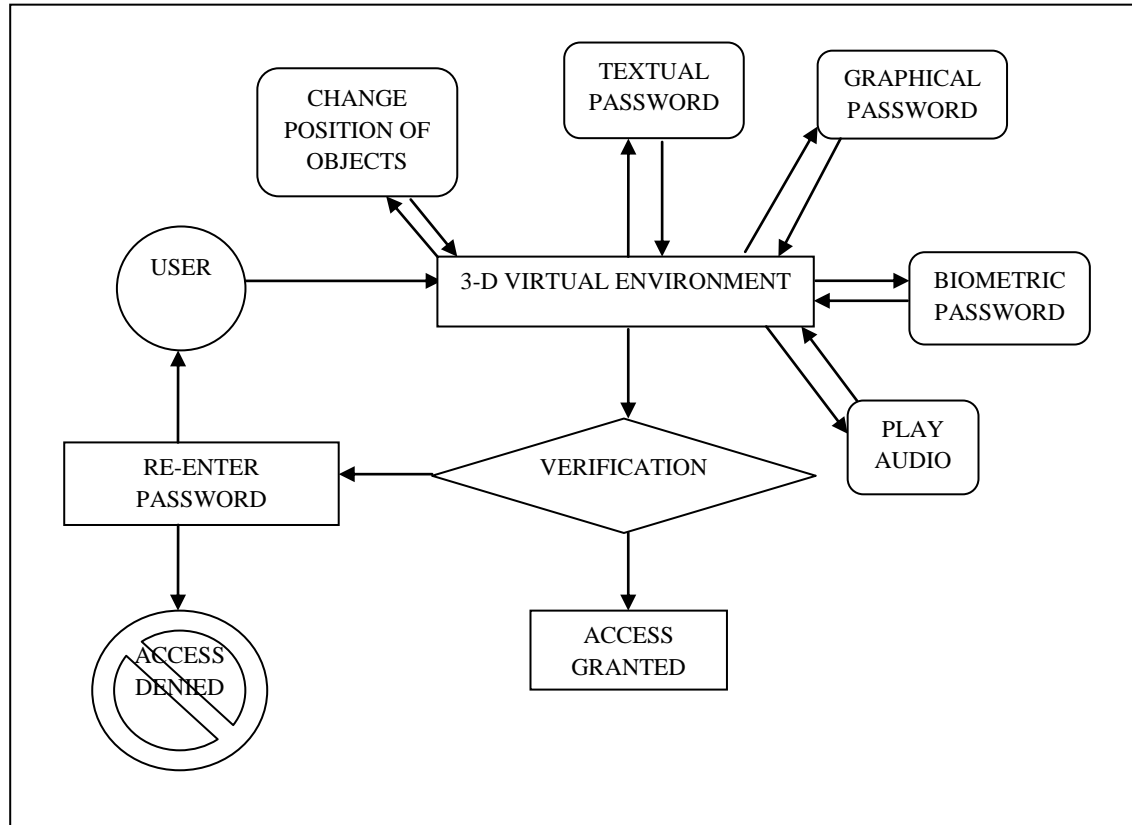 CHANGE
POSITION OF
OBJECTS
TEXTUAL
PASSWORD
GRAPHICAL
PASSWORD
USER
3-D VIRTUAL ENVIRONMENT
BIOMETRIC
PASSWORD
PLAY
AUDIO
RE-ENTER
PASSWORD
VERIFICATION
ACCESS
DENIED
ACCESS
GRANTED